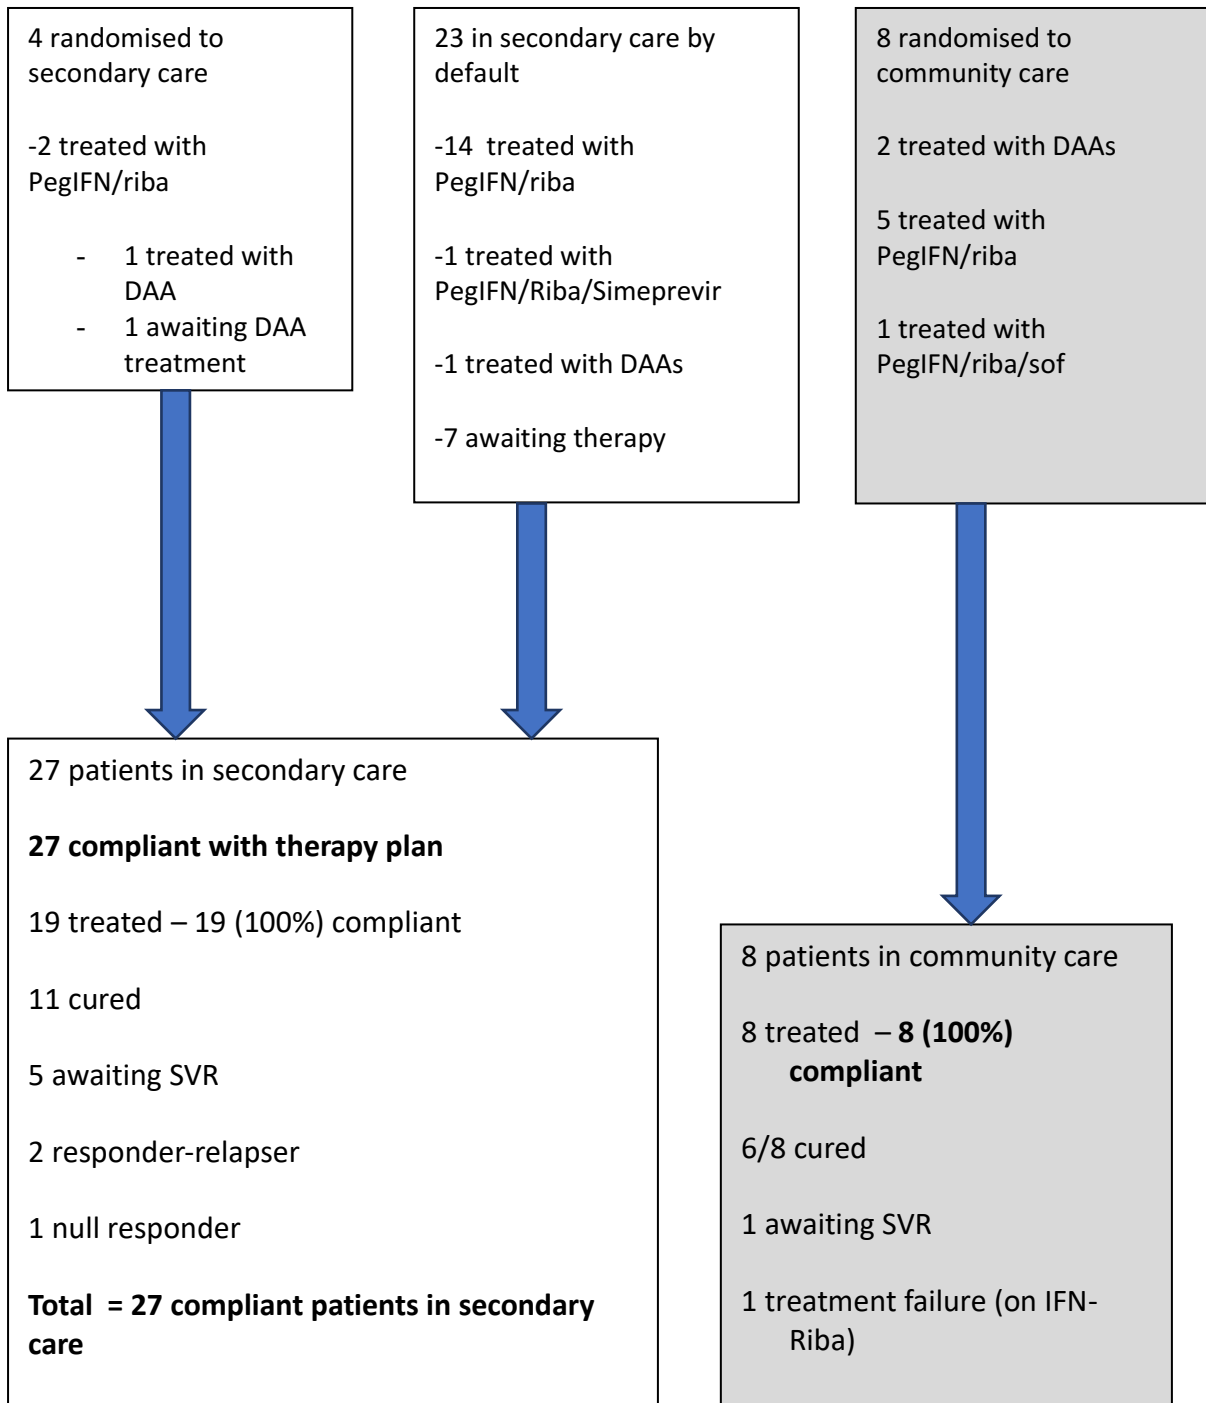 4 randomised to
secondary care
-2 treated with
PegIFN/riba
- 1 treated with
DAA
- 1 awaiting DAA
treatment
23 in secondary care by
default
-14 treated with
PegIFN/riba
-1 treated with
PegIFN/Riba/Simeprevir
-1 treated with DAAs
-7 awaiting therapy
8 randomised to
community care
2 treated with DAAs
5 treated with
PegIFN/riba
1 treated with
PegIFN/riba/sof
27 patients in secondary care
27 compliant with therapy plan
19 treated – 19 (100%) compliant
11 cured
5 awaiting SVR
2 responder-relapser
1 null responder
Total = 27 compliant patients in secondary
care
8 patients in community care
8 treated – 8 (100%)
compliant
6/8 cured
1 awaiting SVR
1 treatment failure (on IFN-
Riba)